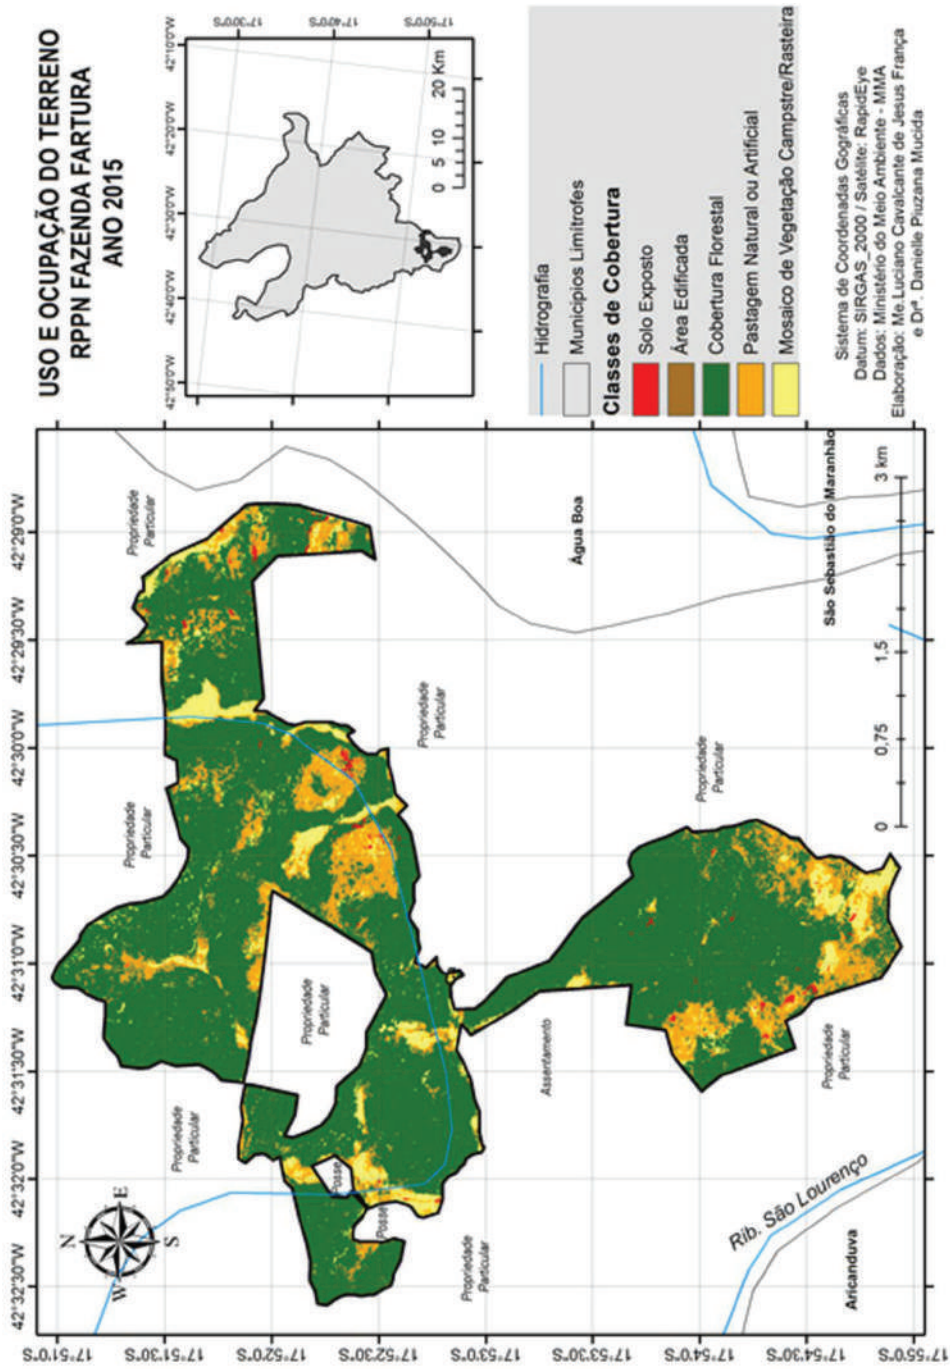 USO E OCUPAÇÃO DO TERRENO
RPPN FAZENDA FARTURA
ANO 2015
42°50'0"W
42°40'0"W
42°30'0"W
42°20'0"W
42°10'0"W
17°30'0"S
17°40'0"S
17°50'0"S
0 5 10 20 Km
Hidrografia
Municípios Limítrofes
Classes de Cobertura
Solo Exposto
Área Edificada
Cobertura Florestal
Pastagem Natural ou Artificial
Mosaico de Vegetação Campstre/Rasteira
Sistema de Coordenadas Gográficas
Datum: SIRGAS_2000 / Satélite: RapidEye
Dados: Ministério do Meio Ambiente - MMA
Elaboração: Me.Luciano Cavalcante de Jesus França
e Drª. Danielle Piuzana Mucida
42°32'30"W
42°32'0"W
42°31'30"W
42°31'0"W
42°30'30"W
42°30'0"W
42°29'30"W
42°29'0"W
17°51'0"S
17°51'30"S
17°52'0"S
17°52'30"S
17°53'0"S
17°53'30"S
17°54'0"S
17°54'30"S
17°55'0"S
N
W
E
S
Propriedade
Particular
Propriedade
Particular
Propriedade
Particular
Propriedade
Particular
Posse
Posse
Propriedade
Particular
Propriedade
Particular
Assentamento
Água Boa
Propriedade
Particular
Propriedade
Particular
Rib. São Lourenço
Aricanduva
São Sebastião do Maranhão
0 0,75 1,5 3 km